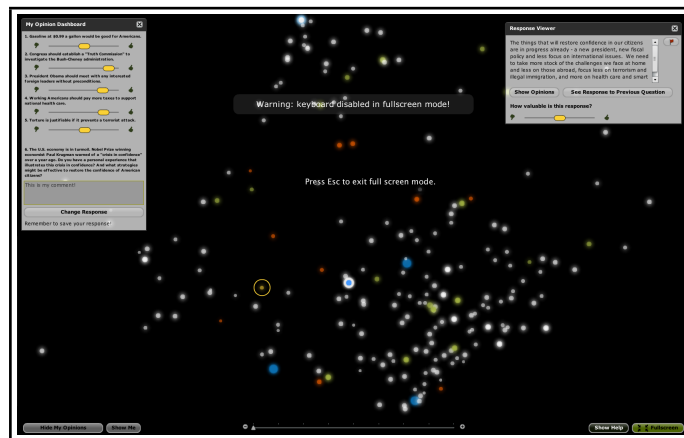 My Opinion Dashboard
1. Gasoline at $0.99 a gallon would be good for Americans.
2. Congress should establish a "Truth Commission" to
investigate the Bush-Cheney administration.
3. President Obama should meet with any interested
foreign leaders without preconditions.
4. Working Americans should pay more taxes to support
national health care.
5. Torture is justifiable if it prevents a terrorist attack.
6. The U.S. economy is in turmoil. Nobel Prize winning
economist Paul Krugman warned of a "crisis in confidence"
over a year ago. Do you have a personal experience that
illustrates this crisis in confidence? And what strategies
might be effective to restore the confidence of American
citizens?
This is my comment!
Change Response
Remember to save your response!
Warning: keyboard disabled in fullscreen mode!
Press Esc to exit full screen mode.
Response Viewer
The things that will restore confidence in our citizens
are in progress already - a new president, new fiscal
policy and less focus on international issues. We need
to take more stock of the challenges we face at home
and less on those abroad, focus less on terrorism and
illegal immigration, and more on health care and smart
Show Opinions
See Response to Previous Question
How valuable is this response?
Hide My Opinions
Show Me
Show Help
Fullscreen